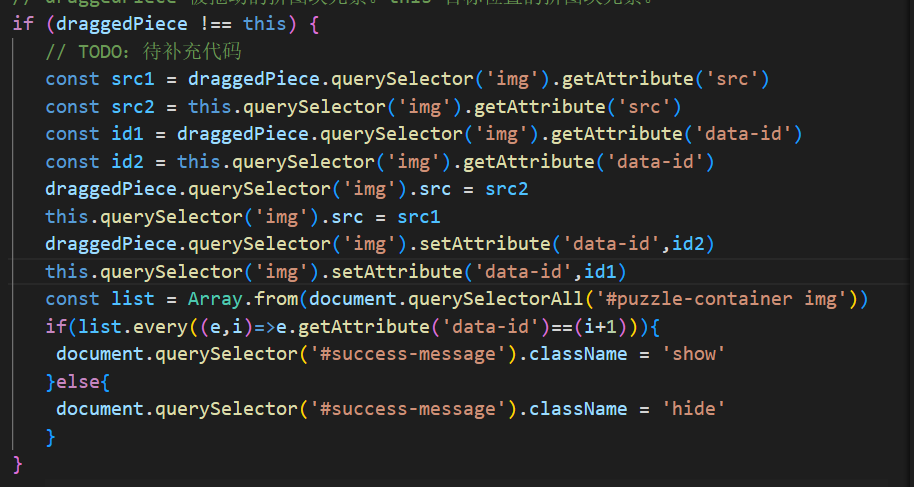 if (draggedPiece !== this) {
// TODO: 待补充代码
const src1 = draggedPiece.querySelector('img').getAttribute('src')
const src2 = this.querySelector('img').getAttribute('src')
const id1 = draggedPiece.querySelector('img').getAttribute('data-id')
const id2 = this.querySelector('img').getAttribute('data-id')
draggedPiece.querySelector('img').src = src2
this.querySelector('img').src = src1
draggedPiece.querySelector('img').setAttribute('data-id',id2)
this.querySelector('img').setAttribute('data-id',id1)
const list = Array.from(document.querySelectorAll('#puzzle-container img'))
if(list.every((e,i)=>e.getAttribute('data-id')==(i+1))){
document.querySelector('#success-message').className = 'show'
}else{
document.querySelector('#success-message').className = 'hide'
}
}